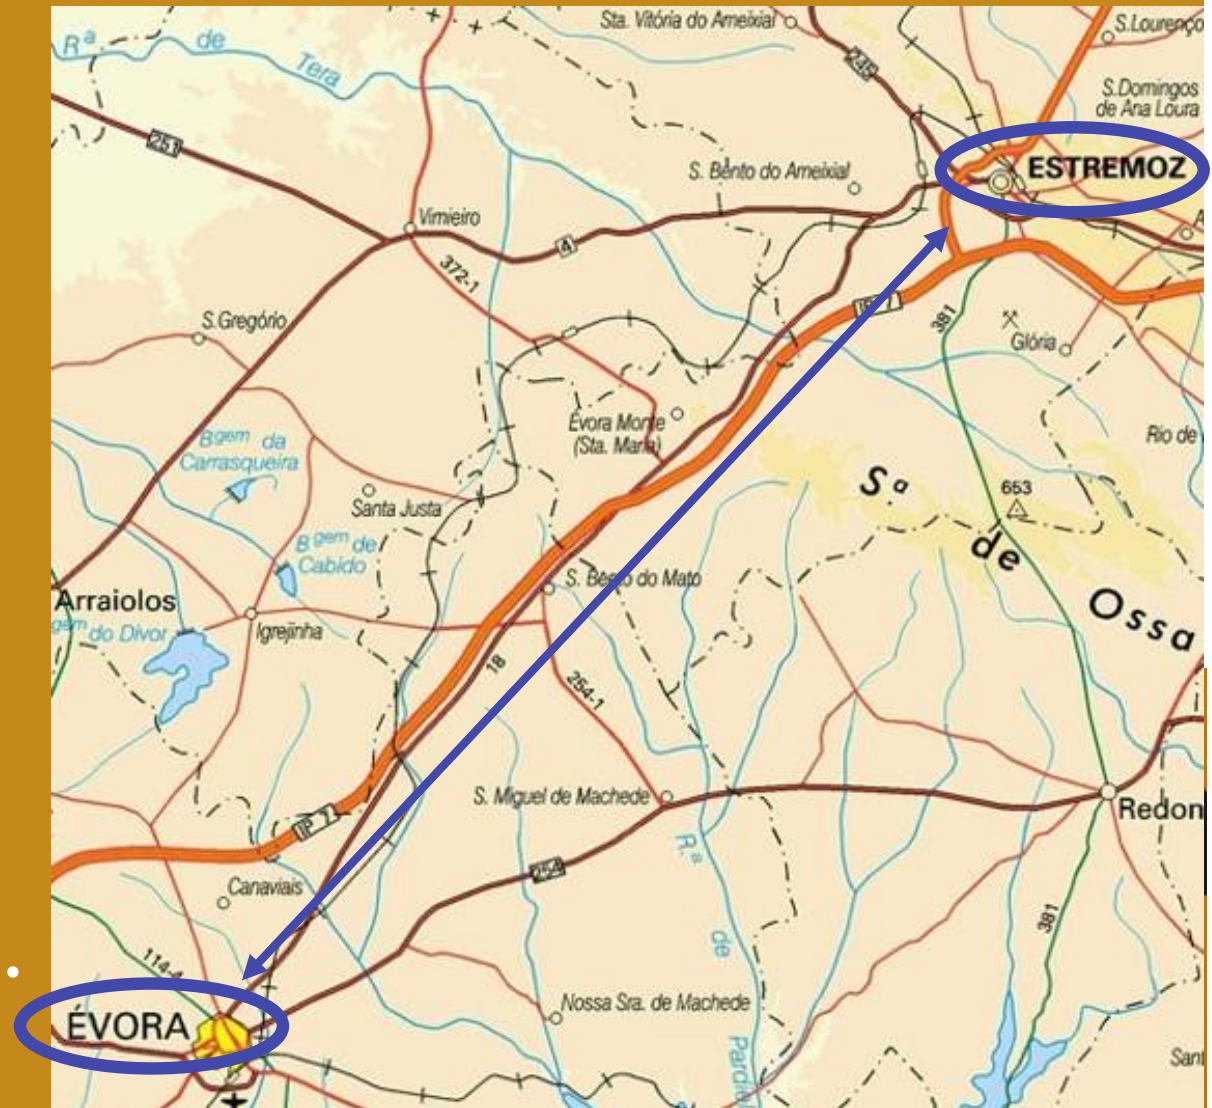 Sta. Vitória do Ameixial
S. Lourenço
Rª de Tera
245
S. Domingos
de Ana Loura
251
S. Bento do Ameixial
ESTREMOZ
Vimieiro
4
372-1
S. Gregório
IP 7
381
Glória
Évora Monte
(Sta. Maria)
Rio de
Bgem da
Carrasqueira
Sª de Ossa
653
Santa Justa
Bgem de
Cabido
S. Bento do Mato
Arraiolos
gem do Divor
Igrejinha
18
254-1
S. Miguel de Machede
Redon
IP 7
R.ª de Pardiel
254
Canaviais
381
114-4
ÉVORA
Nossa Sra. de Machede
Sant